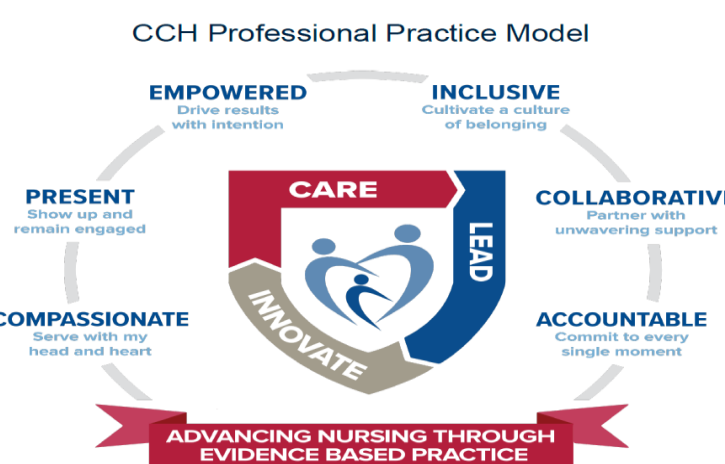 CCH Professional Practice Model
EMPOWERED
Drive results
with intention
INCLUSIVE
Cultivate a culture
of belonging
PRESENT
Show up and
remain engaged
COLLABORATIVE
Partner with
unwavering support
COMPASSIONATE
Serve with my
head and heart
ACCOUNTABLE
Commit to every
single moment
CARE
LEAD
INNOVATE
ADVANCING NURSING THROUGH
EVIDENCE BASED PRACTICE